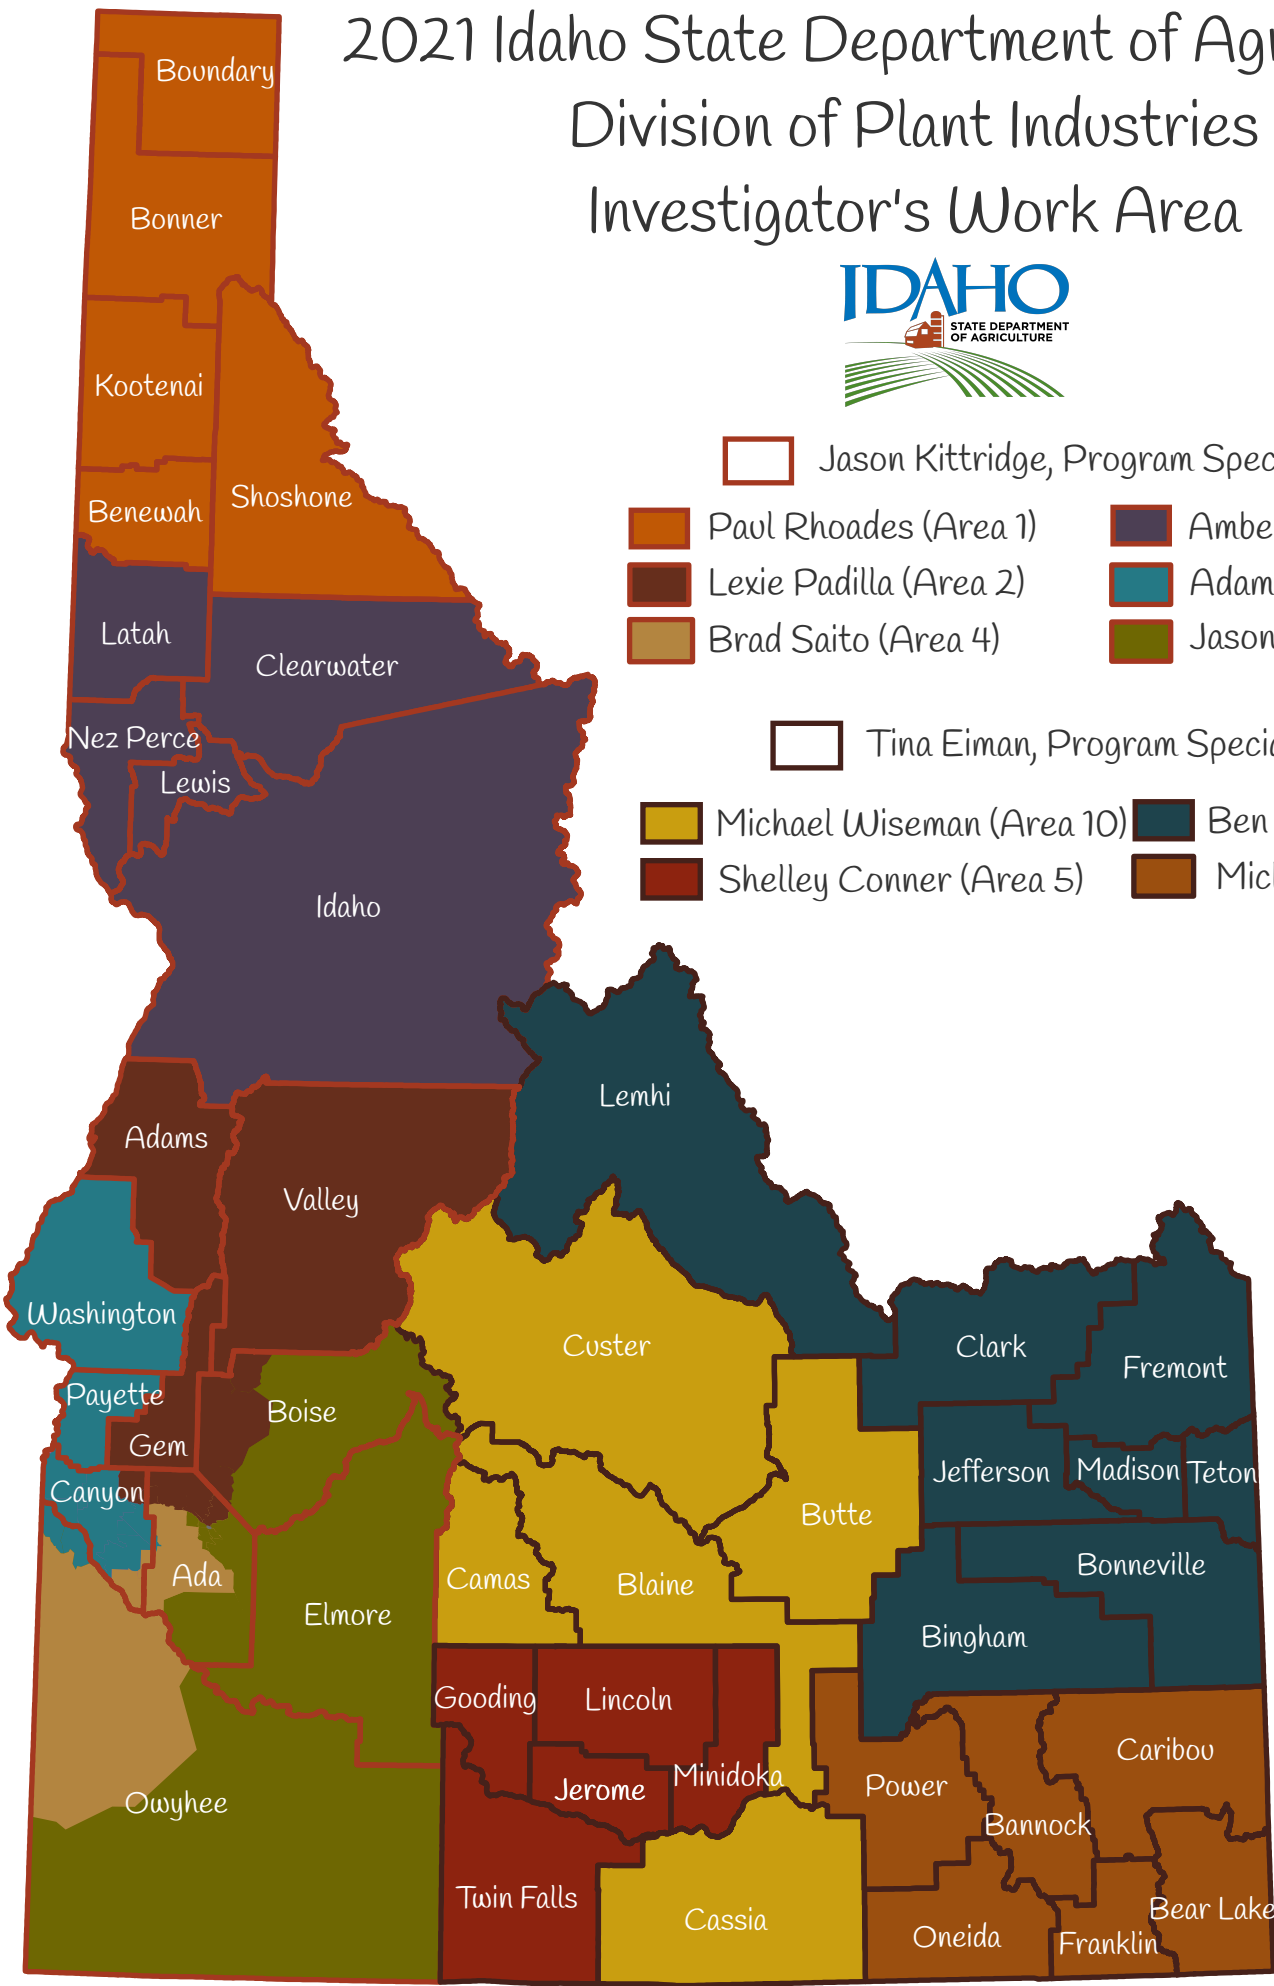 2021 Idaho State Department of Agr
Division of Plant Industries
Investigator's Work Area
IDAHO
STATE DEPARTMENT
OF AGRICULTURE
Jason Kittridge, Program Spec
Paul Rhoades (Area 1)
Ambe
Lexie Padilla (Area 2)
Adam
Brad Saito (Area 4)
Jason
Tina Eiman, Program Specia
Michael Wiseman (Area 10)
Ben
Shelley Conner (Area 5)
Mich
Boundary
Bonner
Kootenai
Benewah
Shoshone
Latah
Clearwater
Nez Perce
Lewis
Idaho
Lemhi
Adams
Valley
Washington
Custer
Clark
Fremont
Payette
Boise
Gem
Jefferson
Madison
Teton
Canyon
Butte
Ada
Camas
Blaine
Bonneville
Elmore
Bingham
Gooding
Lincoln
Caribou
Minidoka
Jerome
Power
Owyhee
Bannock
Twin Falls
Cassia
Bear Lake
Oneida
Franklin